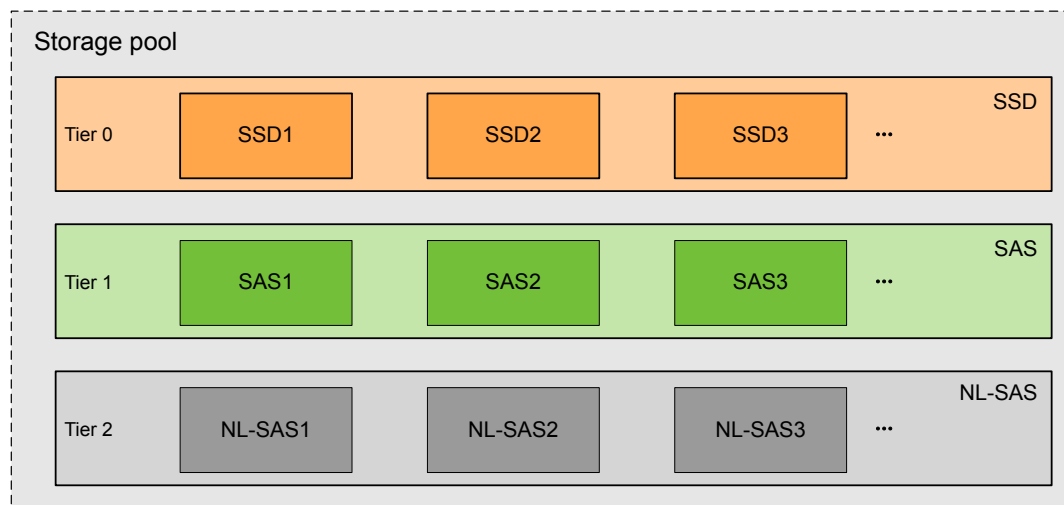 Storage pool
SSD
Tier 0 SSD1 SSD2 SSD3 ...
SAS
Tier 1 SAS1 SAS2 SAS3 ...
NL-SAS
Tier 2 NL-SAS1 NL-SAS2 NL-SAS3 ...